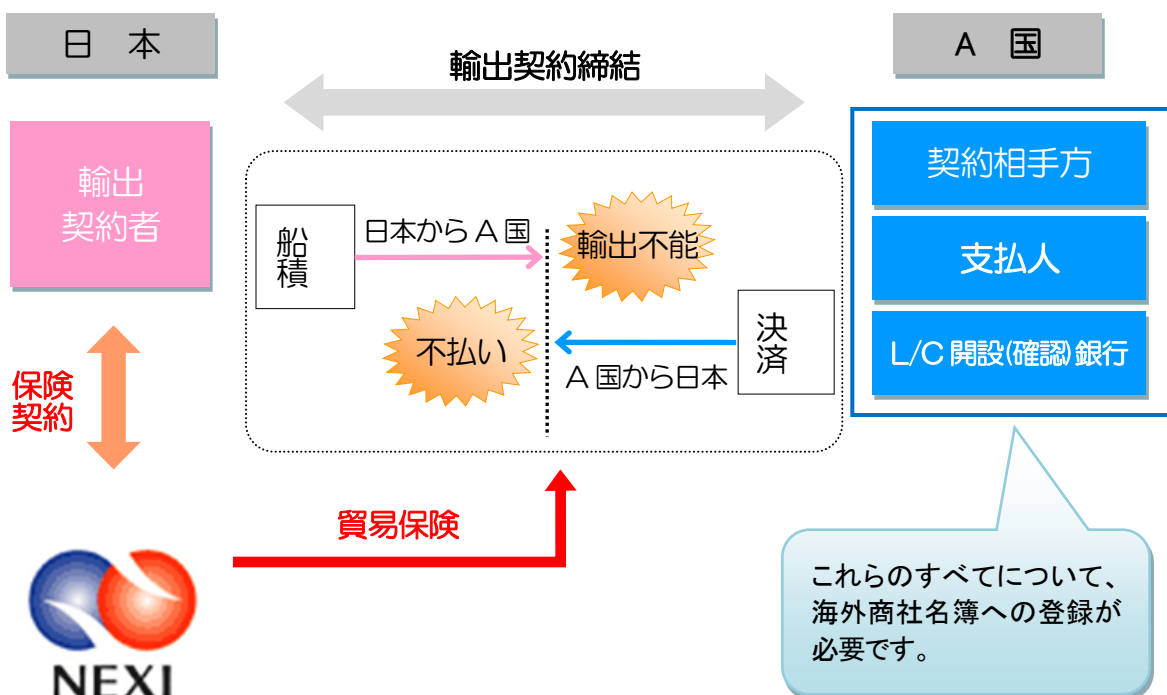 日 本
輸出契約締結
A 国
輸出
契約者
契約相手方
船積
日本から A 国
輸出不能
支払人
不払い
決済
A 国から日本
L/C 開設(確認)銀行
保険
契約
貿易保険
これらのすべてについて、
海外商社名簿への登録が
必要です。
NEXI